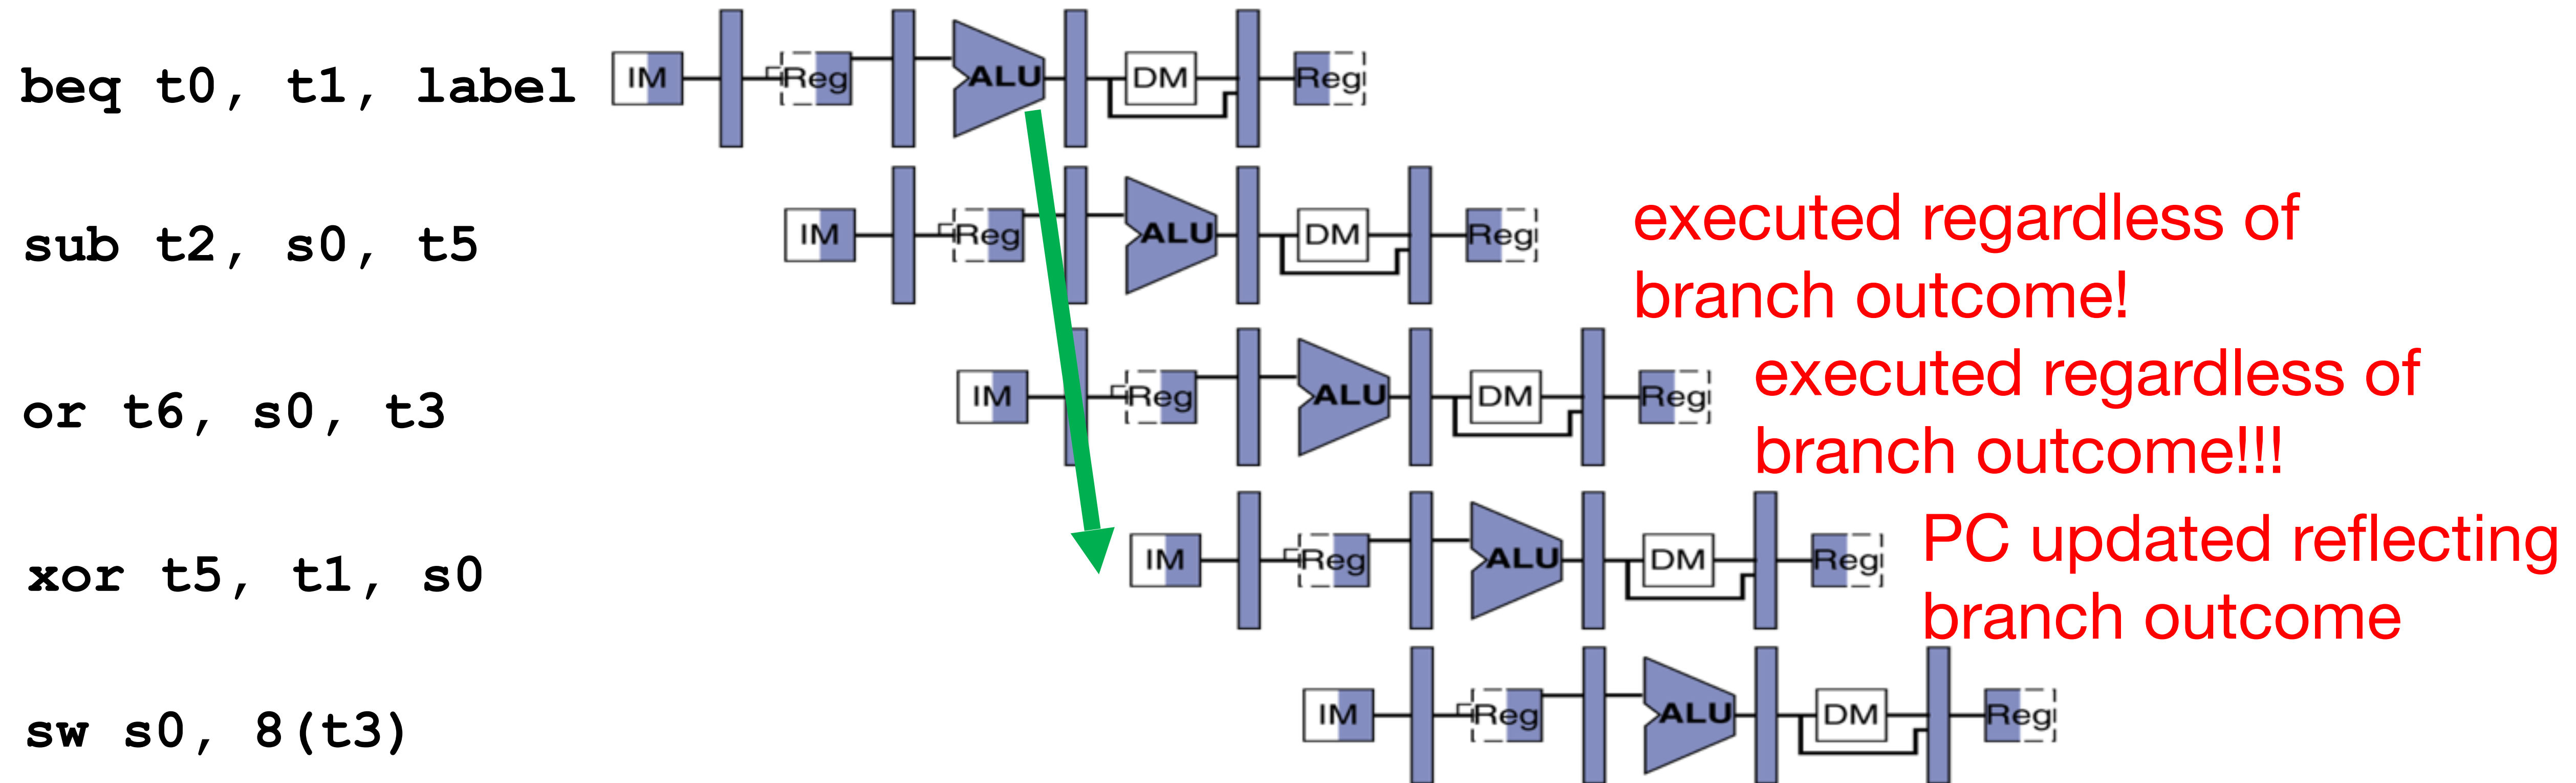 beq t0, t1, label IM Reg ALU DM Reg
sub t2, s0, t5 IM Reg ALU DM Reg
executed regardless of
branch outcome!
or t6, s0, t3 IM Reg ALU DM Reg
executed regardless of
branch outcome!!!
xor t5, t1, s0 IM Reg ALU DM Reg
PC updated reflecting
branch outcome
sw s0, 8(t3) IM Reg ALU DM Reg